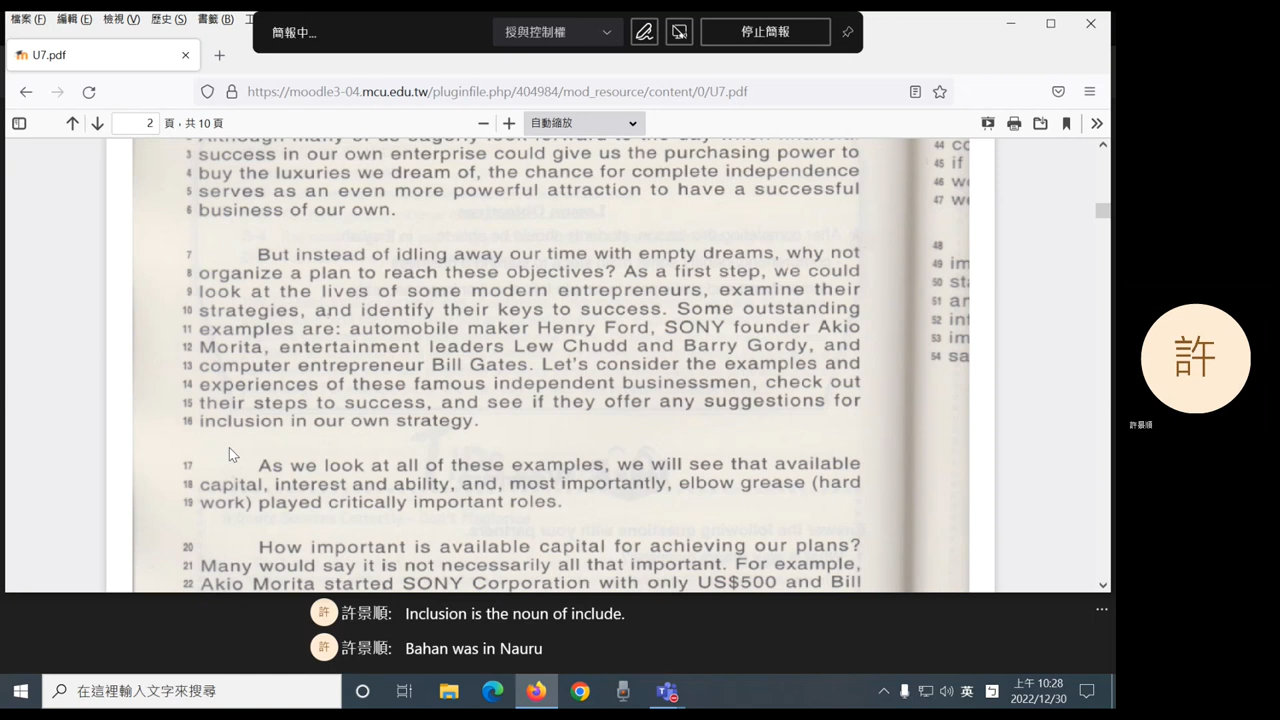 檔案 (F) 編輯 (E) 檢視 (V) 歷史 (S) 書籤 (B)
簡報中...
授與控制權
停止簡報
U7.pdf
https://moodle3-04.mcu.edu.tw/pluginfile.php/404984/mod_resource/content/0/U7.pdf
2 頁，共 10 頁
自動縮放
3 success in our own enterprise could give us the purchasing power to
4 buy the luxuries we dream of, the chance for complete independence
5 serves as an even more powerful attraction to have a successful
6 business of our own.
7 But instead of idling away our time with empty dreams, why not
8 organize a plan to reach these objectives? As a first step, we could
9 look at the lives of some modern entrepreneurs, examine their
10 strategies, and identify their keys to success. Some outstanding
11 examples are: automobile maker Henry Ford, SONY founder Akio
12 Morita, entertainment leaders Lew Chudd and Barry Gordy, and
13 computer entrepreneur Bill Gates. Let's consider the examples and
14 experiences of these famous independent businessmen, check out
15 their steps to success, and see if they offer any suggestions for
16 inclusion in our own strategy.
17 As we look at all of these examples, we will see that available
18 capital, interest and ability, and, most importantly, elbow grease (hard
19 work) played critically important roles.
20 How important is available capital for achieving our plans?
21 Many would say it is not necessarily all that important. For example,
22 Akio Morita started SONY Corporation with only US$500 and Bill
44 co
45 if
46 we
47 we
48
49 im
50 sta
51 an
52 int
53 im
54 sa
許
許景順
許 許景順: Inclusion is the noun of include.
許 許景順: Bahan was in Nauru
在這裡輸入文字來搜尋
英
上午 10:28
2022/12/30